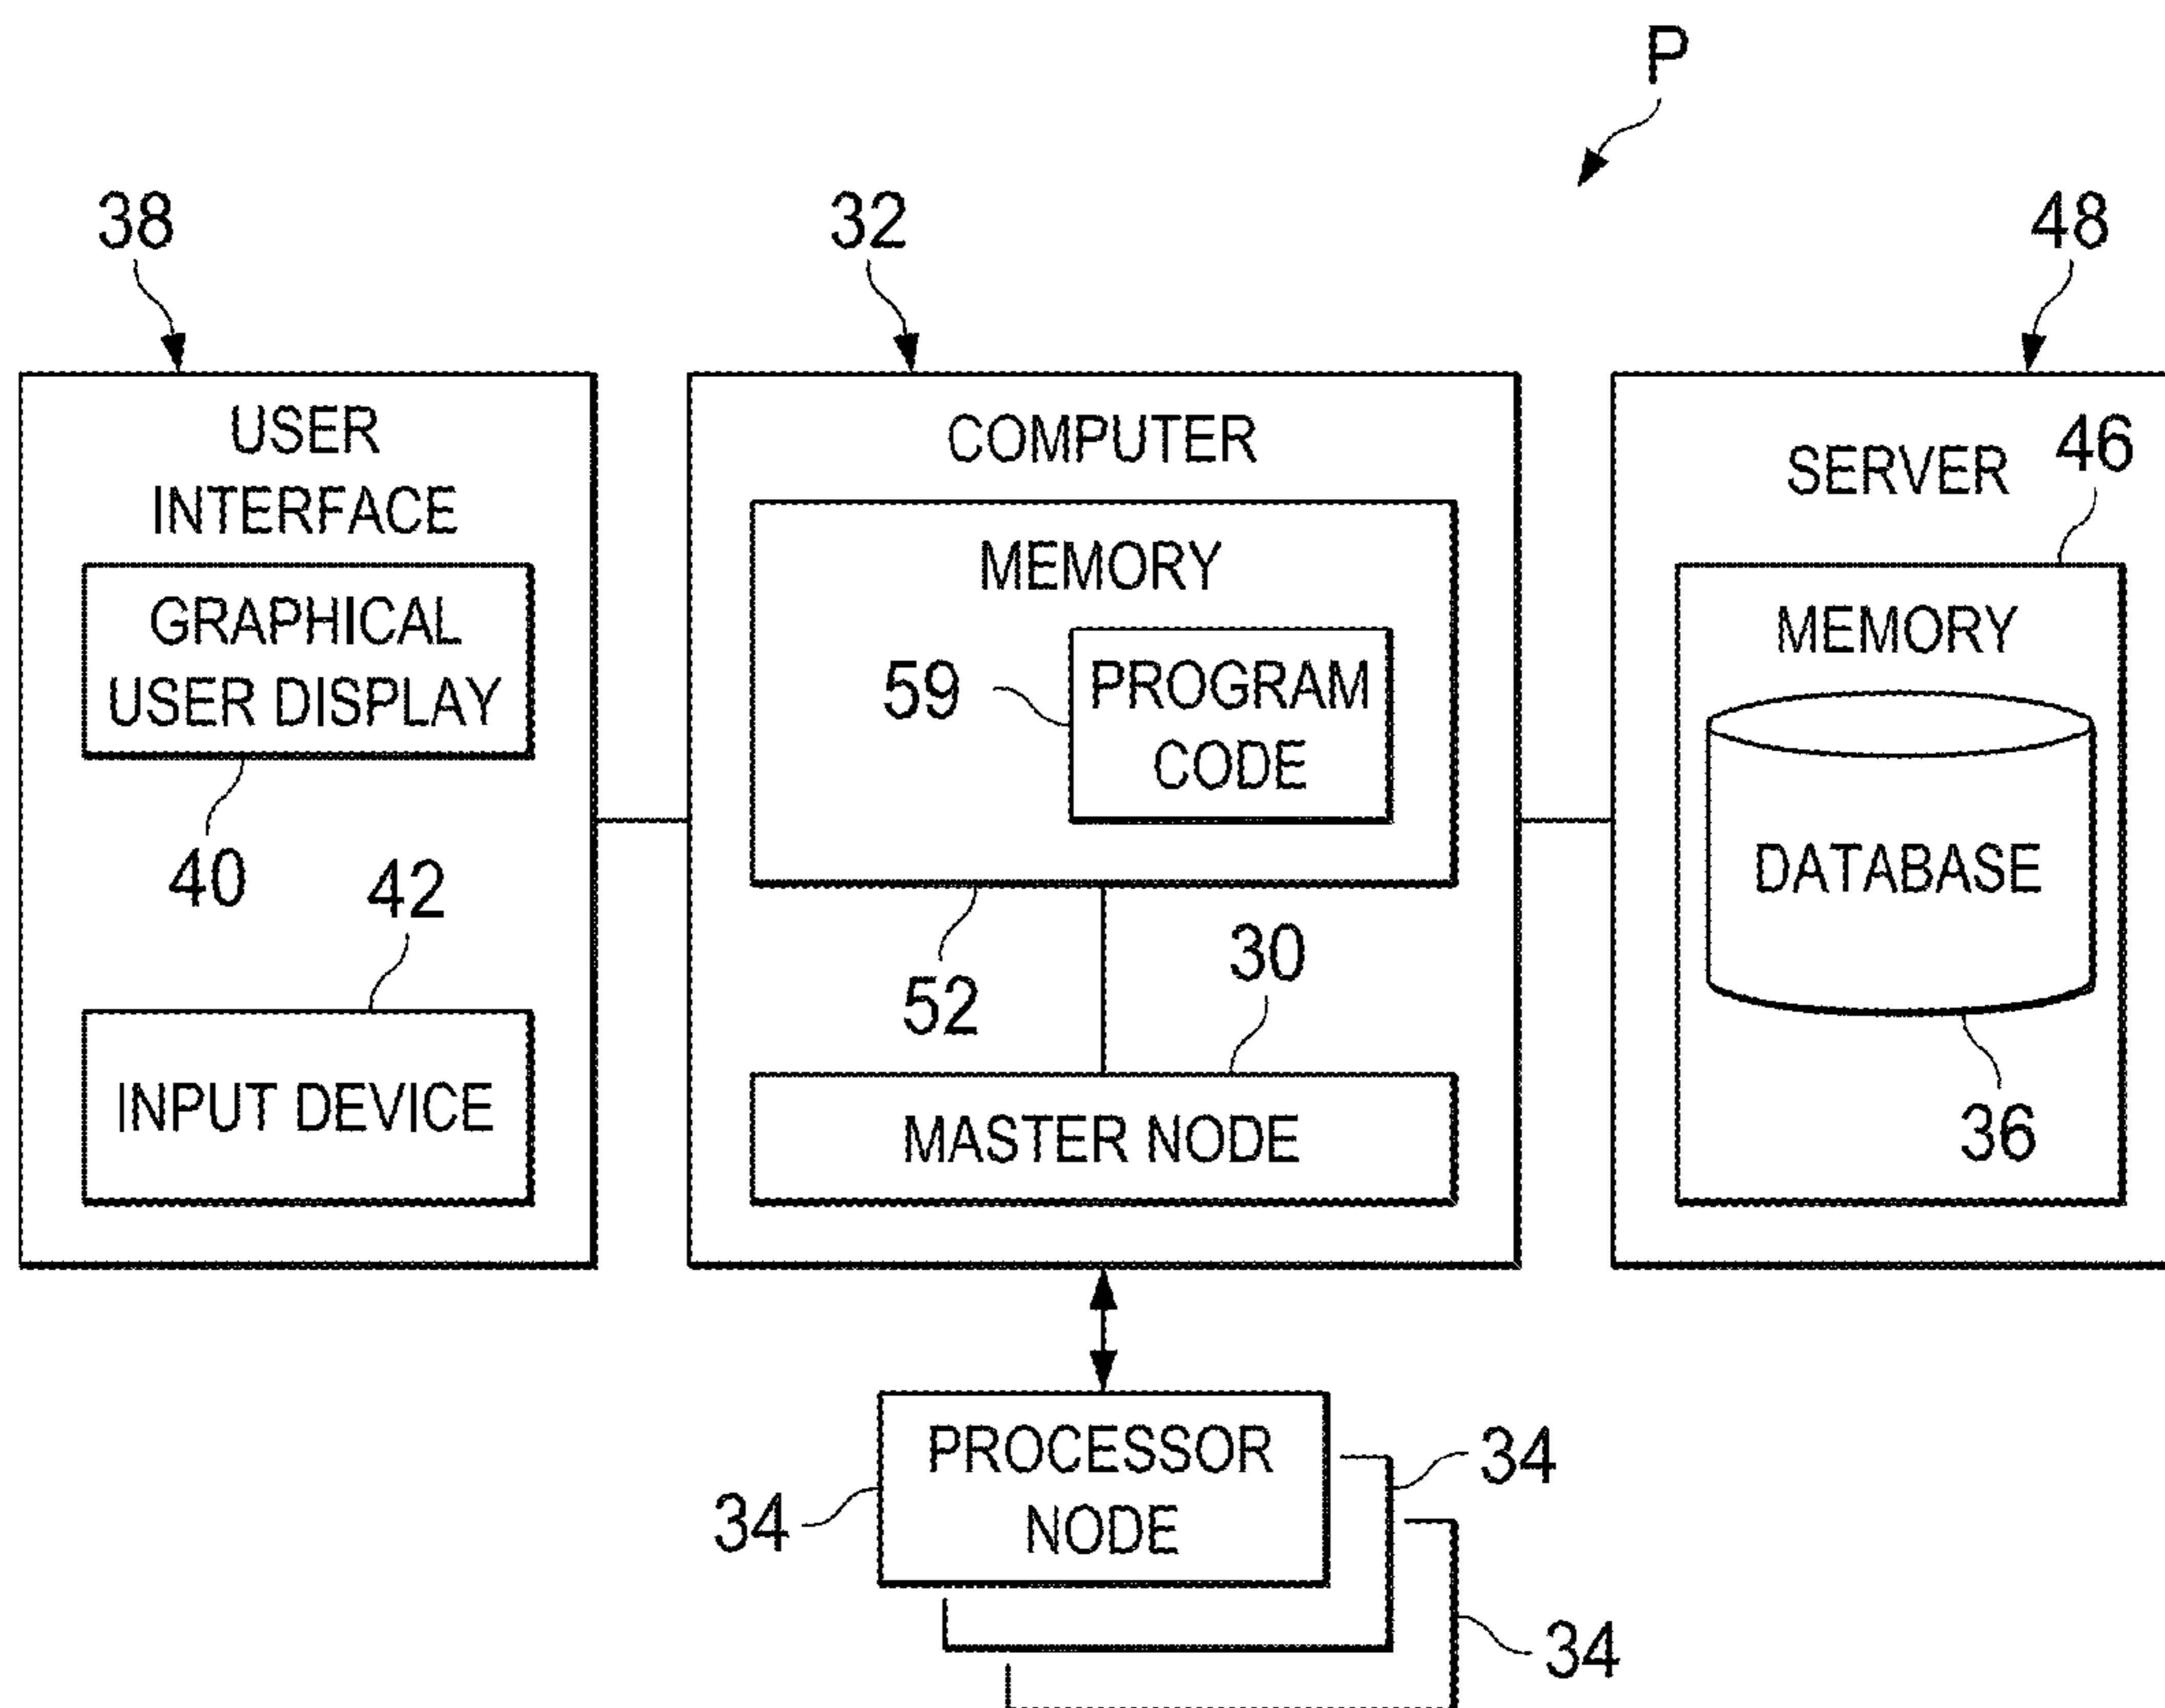 P
38
32
48
USER
INTERFACE
GRAPHICAL
USER DISPLAY
40
42
INPUT DEVICE
COMPUTER
MEMORY
59
PROGRAM
CODE
52
30
MASTER NODE
SERVER
46
MEMORY
DATABASE
36
PROCESSOR
NODE
34
34
34